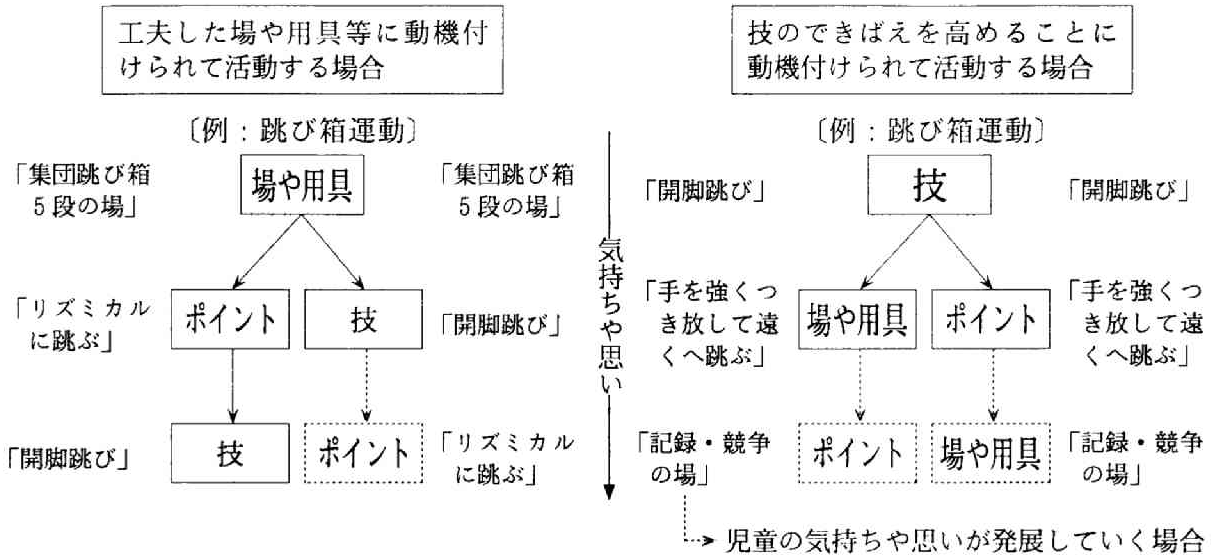 工夫した場や用具等に動機付
けられて活動する場合
〔例：跳び箱運動〕
「集団跳び箱
5段の場」
場や用具
「集団跳び箱
5段の場」
「リズミカル
に跳ぶ」
ポイント
技
「開脚跳び」
「開脚跳び」
技
ポイント
「リズミカル
に跳ぶ」
気持ちや思い
技のできばえを高めることに
動機付けられて活動する場合
〔例：跳び箱運動〕
「開脚跳び」
技
「開脚跳び」
「手を強くつ
き放して遠
くへ跳ぶ」
場や用具
ポイント
「手を強くつ
き放して遠
くへ跳ぶ」
「記録・競争
の場」
ポイント
場や用具
「記録・競争
の場」
児童の気持ちや思いが発展していく場合